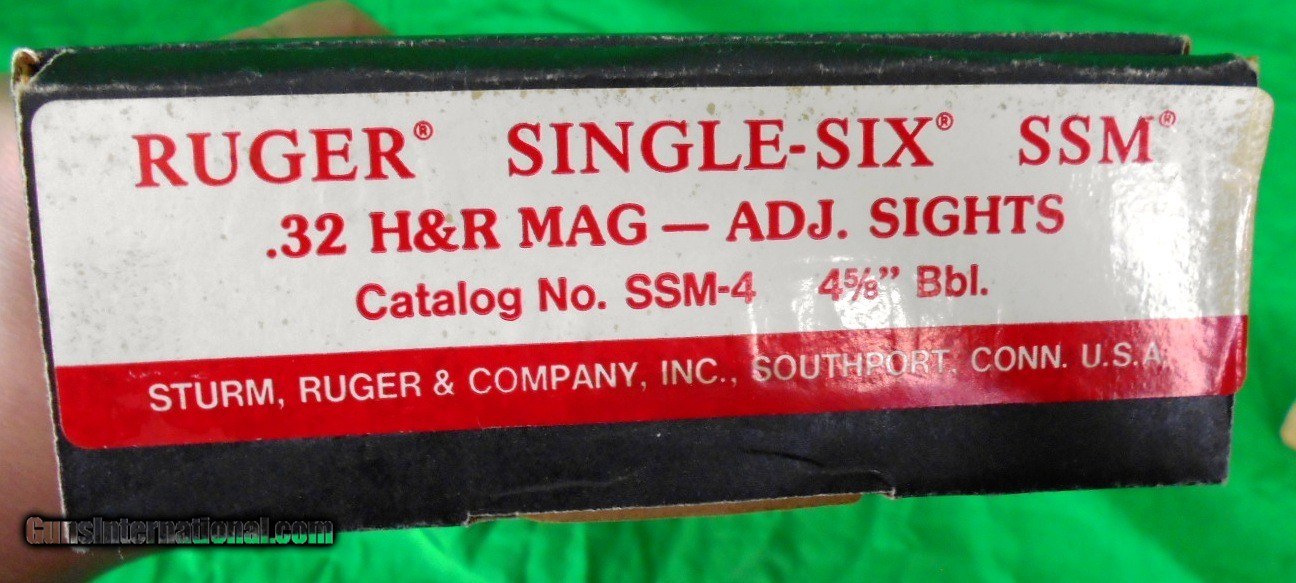 RUGER® SINGLE-SIX® SSM®
.32 H&R MAG — ADJ. SIGHTS
Catalog No. SSM-4 4⅝" Bbl.
STURM, RUGER & COMPANY, INC., SOUTHPORT, CONN. U.S.A.
GunsInternational.com